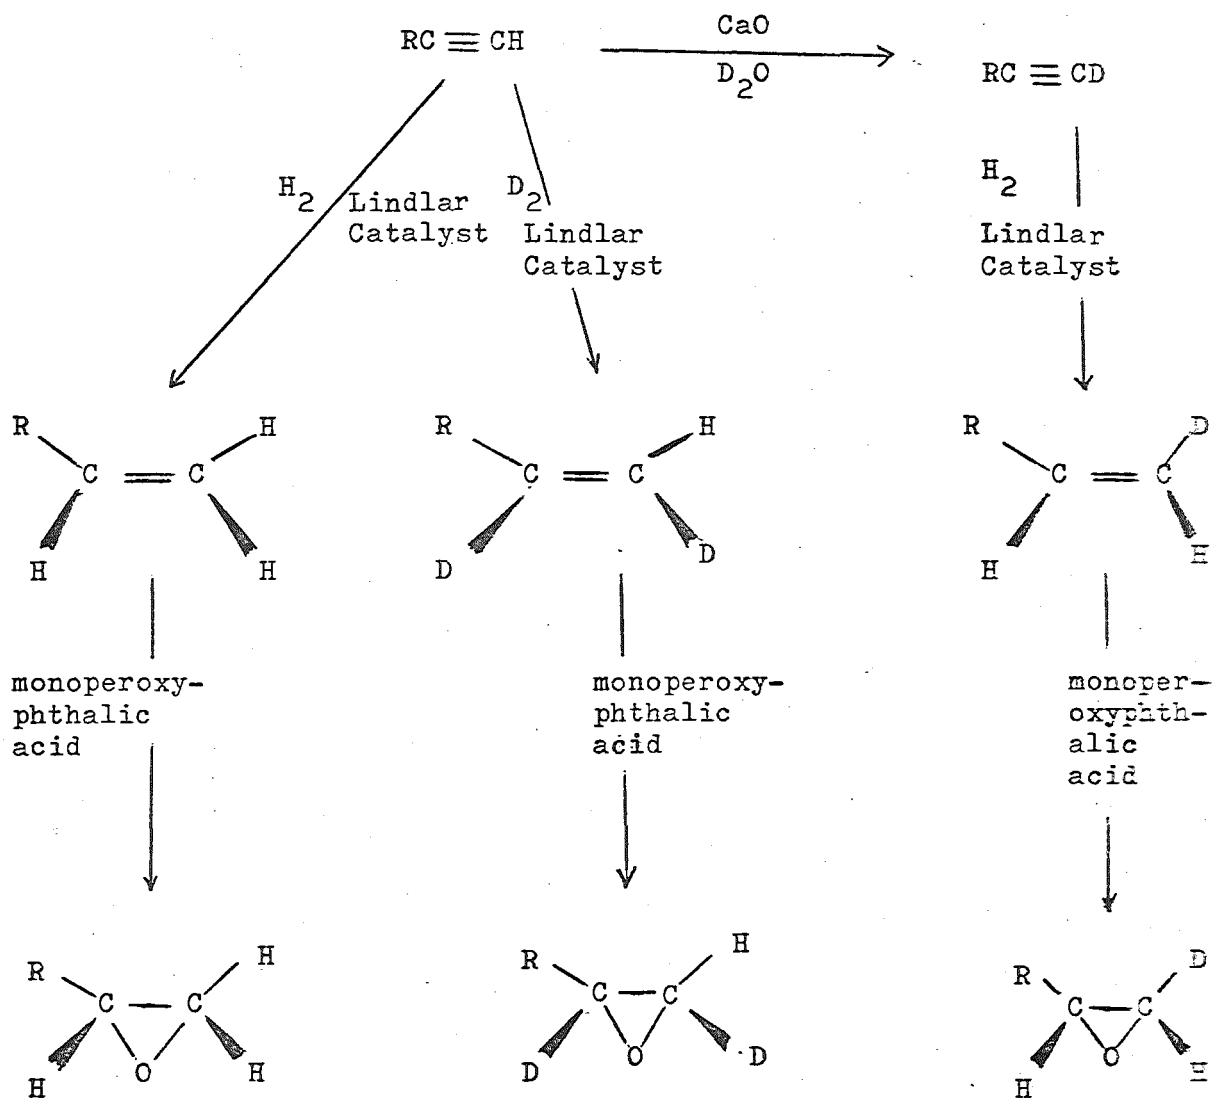 RC ≡ CH
CaO
D2O
RC ≡ CD
H2
Lindlar
Catalyst
D2
Lindlar
Catalyst
H2
Lindlar
Catalyst
R H
C = C
H H
R H
C = C
D D
R D
C = C
H H
monoperoxy-
phthalic
acid
monoperoxy-
phthalic
acid
monoper-
oxyphth-
alic
acid
R H
C — C
H O H
R H
C — C
D O D
R D
C — C
H O H